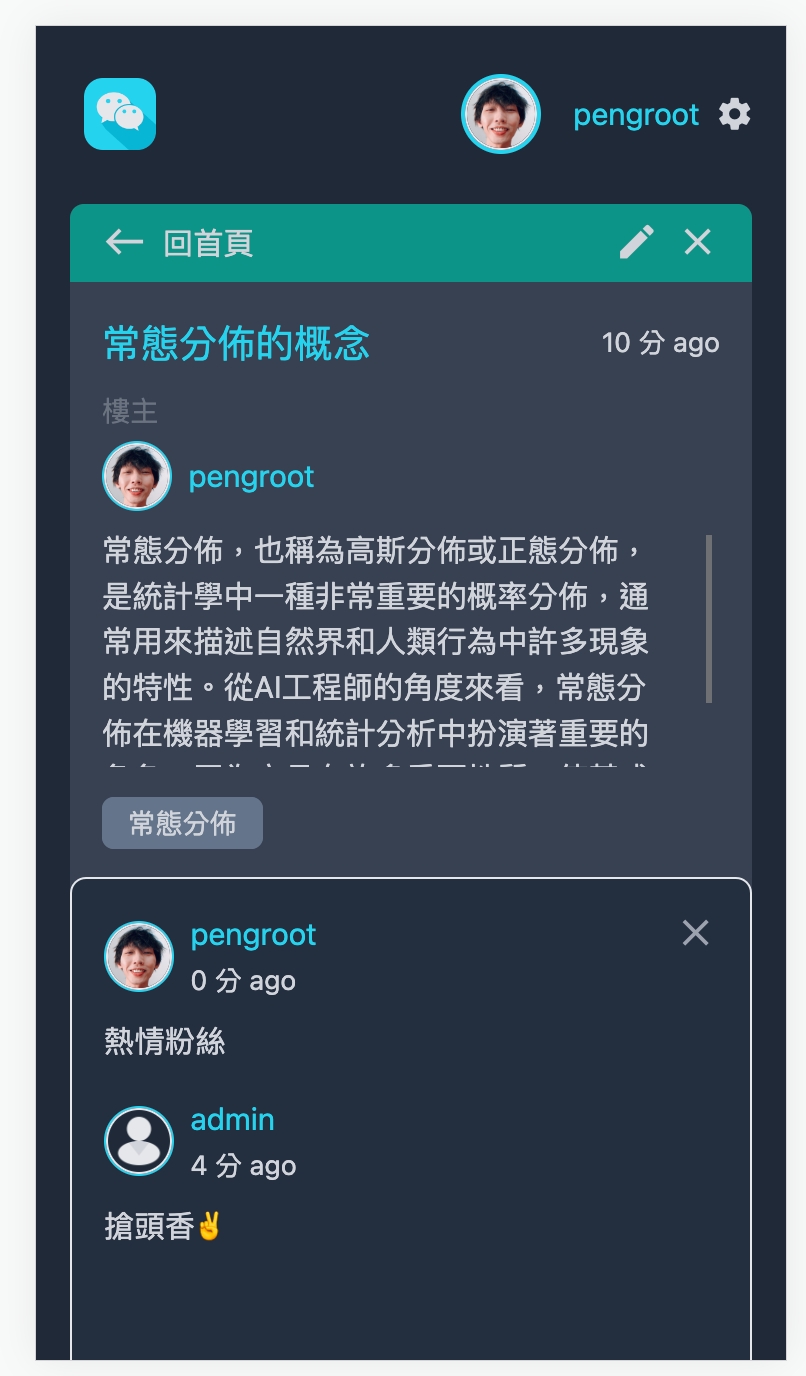 pengroot
回首頁
常態分佈的概念
10 分 ago
樓主
pengroot
常態分佈，也稱為高斯分佈或正態分佈，
是統計學中一種非常重要的概率分佈，通
常用來描述自然界和人類行為中許多現象
的特性。從AI工程師的角度來看，常態分
佈在機器學習和統計分析中扮演著重要的
常態分佈
pengroot
0 分 ago
熱情粉絲
admin
4 分 ago
搶頭香✌️